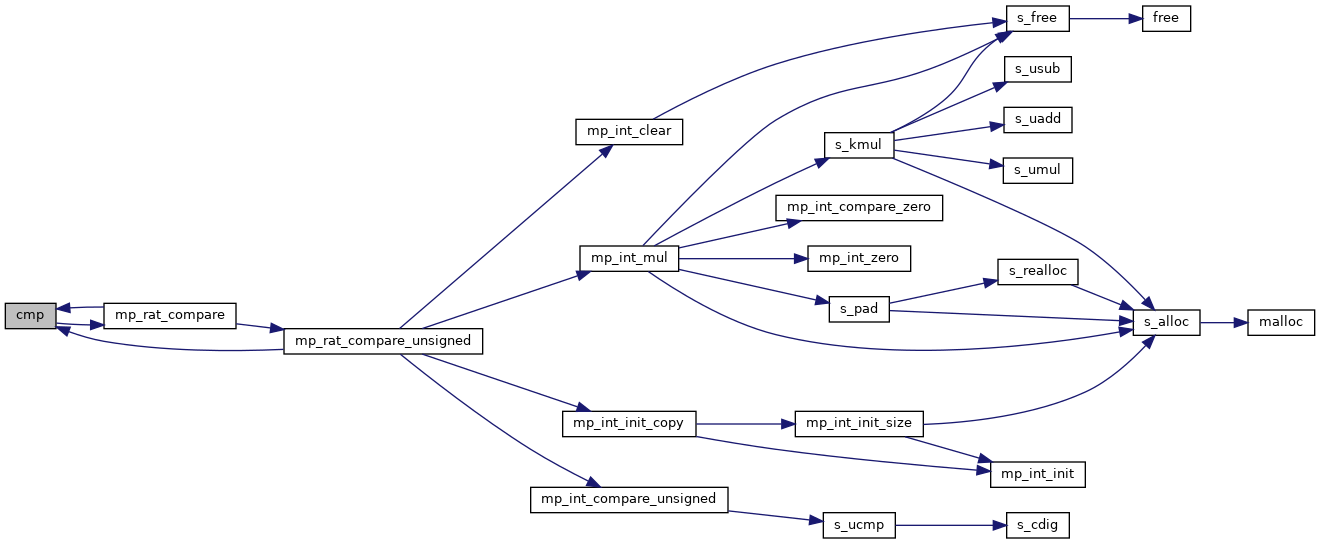 s_free
free
s_usub
s_uadd
mp_int_clear
s_kmul
s_umul
mp_int_compare_zero
mp_int_mul
mp_int_zero
s_realloc
s_pad
cmp
mp_rat_compare
s_alloc
malloc
mp_rat_compare_unsigned
mp_int_init_copy
mp_int_init_size
mp_int_init
mp_int_compare_unsigned
s_ucmp
s_cdig